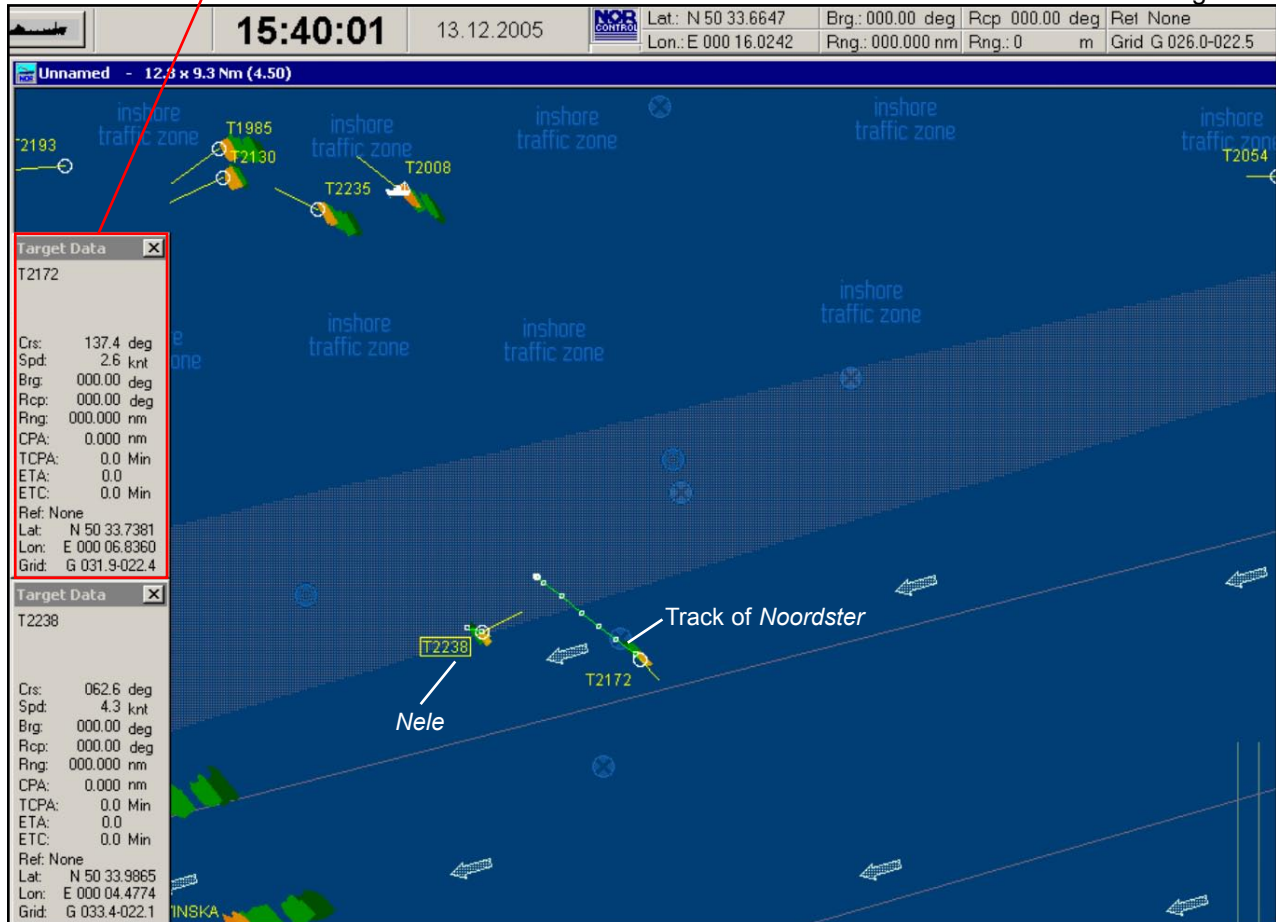 15:40:01
13.12.2005
NOR CONTROL
Lat.: N 50 33.6647
Lon.: E 000 16.0242
Brg.: 000.00 deg
Rng.: 000.000 nm
Rcp 000.00 deg
Rng.: 0 m
Ref None
Grid G 026.0-022.5
Unnamed - 12.8 x 9.3 Nm (4.50)
inshore
traffic zone
inshore
traffic zone
inshore
traffic zone
inshore
traffic zone
inshore
traffic zone
T2193
T1985
T2130
T2235
T2008
T2054
Target Data
T2172
Crs: 137.4 deg
Spd: 2.6 knt
Brg: 000.00 deg
Rcp: 000.00 deg
Rng: 000.000 nm
CPA: 0.000 nm
TCPA: 0.0 Min
ETA: 0.0
ETC: 0.0 Min
Ref: None
Lat: N 50 33.7381
Lon: E 000 06.8360
Grid: G 031.9-022.4
inshore
traffic zone
inshore
traffic zone
inshore
traffic zone
zone
Track of Noordster
T2238
T2172
Nele
Target Data
T2238
Crs: 062.6 deg
Spd: 4.3 knt
Brg: 000.00 deg
Rcp: 000.00 deg
Rng: 000.000 nm
CPA: 0.000 nm
TCPA: 0.0 Min
ETA: 0.0
ETC: 0.0 Min
Ref: None
Lat: N 50 33.9865
Lon: E 000 04.4774
Grid: G 033.4-022.1
INSKA